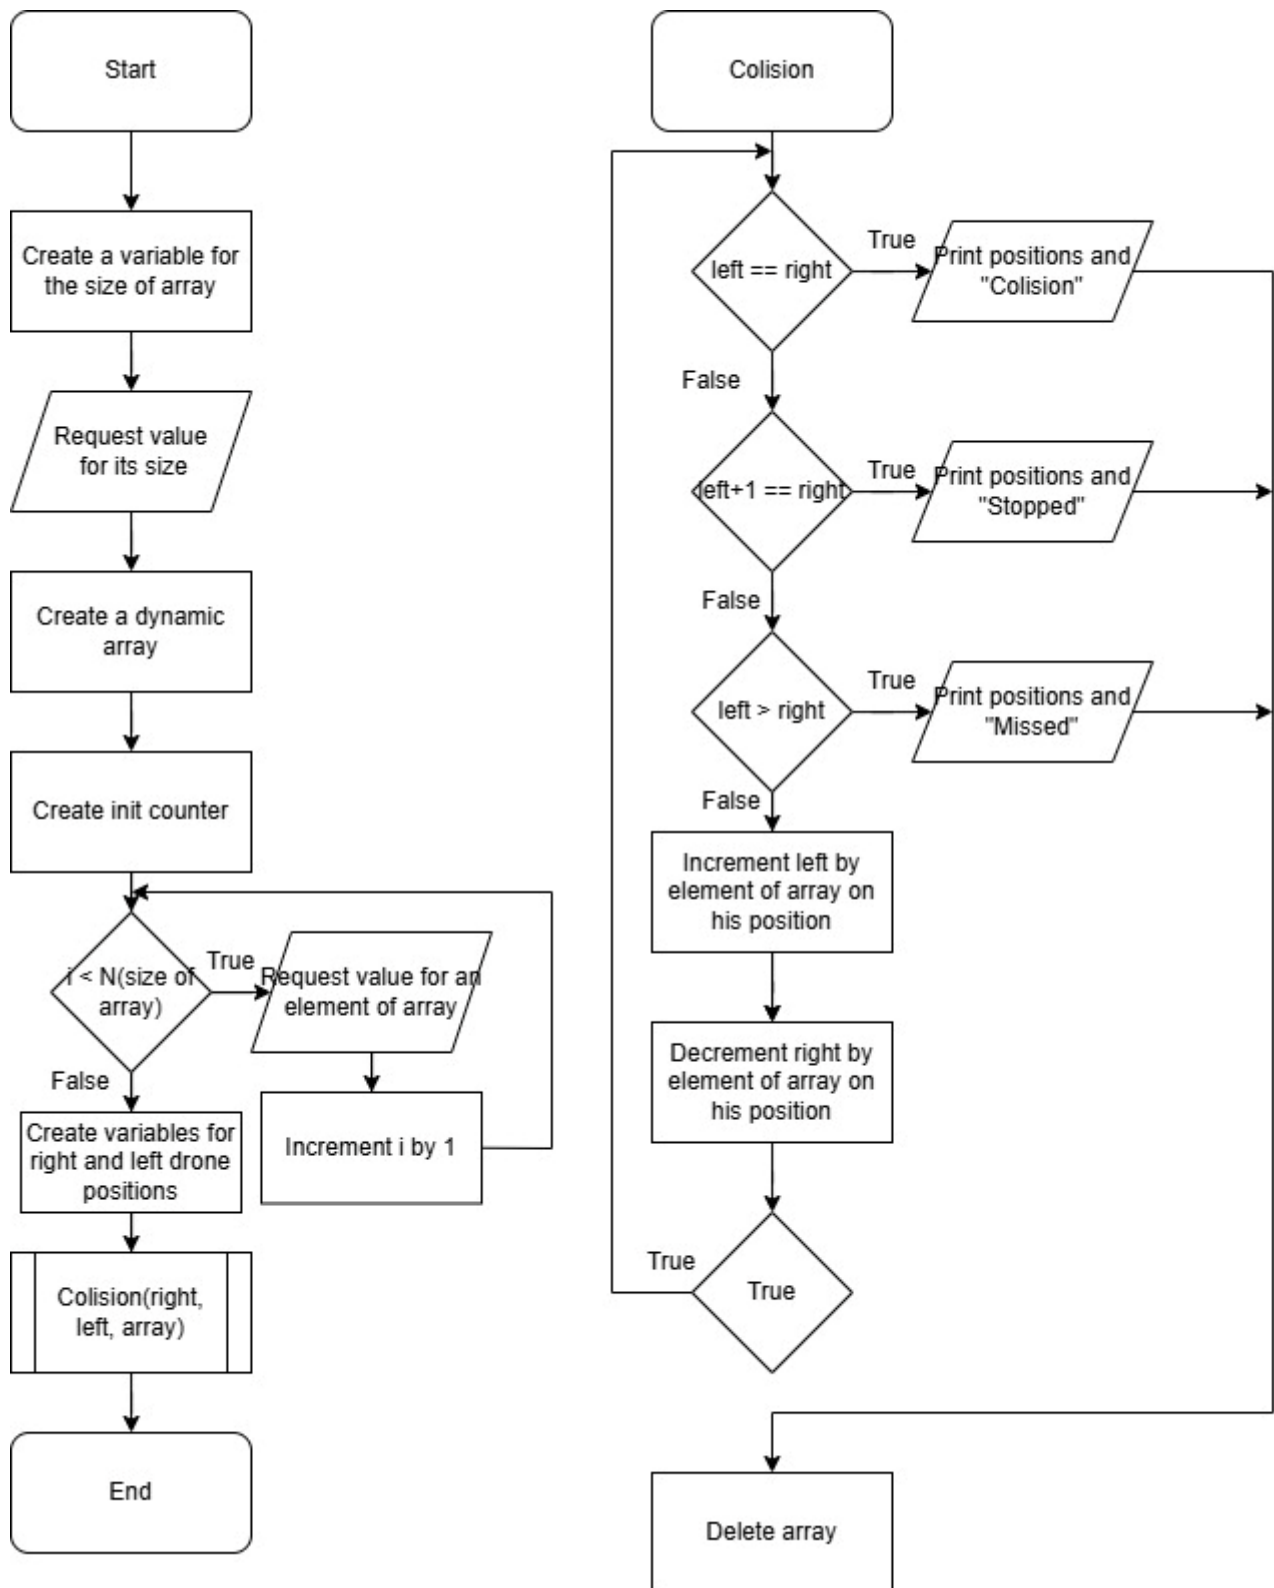 Start
Create a variable for
the size of array
Request value
for its size
Create a dynamic
array
Create init counter
i < N(size of
array)
True
Request value for an
element of array
Increment i by 1
False
Create variables for
right and left drone
positions
Colision(right,
left, array)
End
Colision
left == right
True
Print positions and
"Colision"
False
left+1 == right
True
Print positions and
"Stopped"
False
left > right
True
Print positions and
"Missed"
False
Increment left by
element of array on
his position
Decrement right by
element of array on
his position
True
True
Delete array